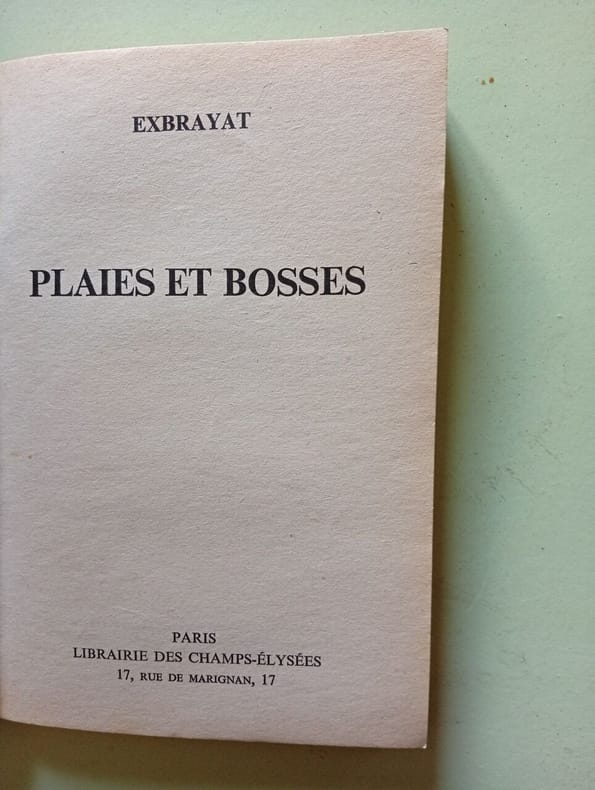 EXBRAYAT
PLAIES ET BOSSES
PARIS
LIBRAIRIE DES CHAMPS-ÉLYSÉES
17, RUE DE MARIGNAN, 17